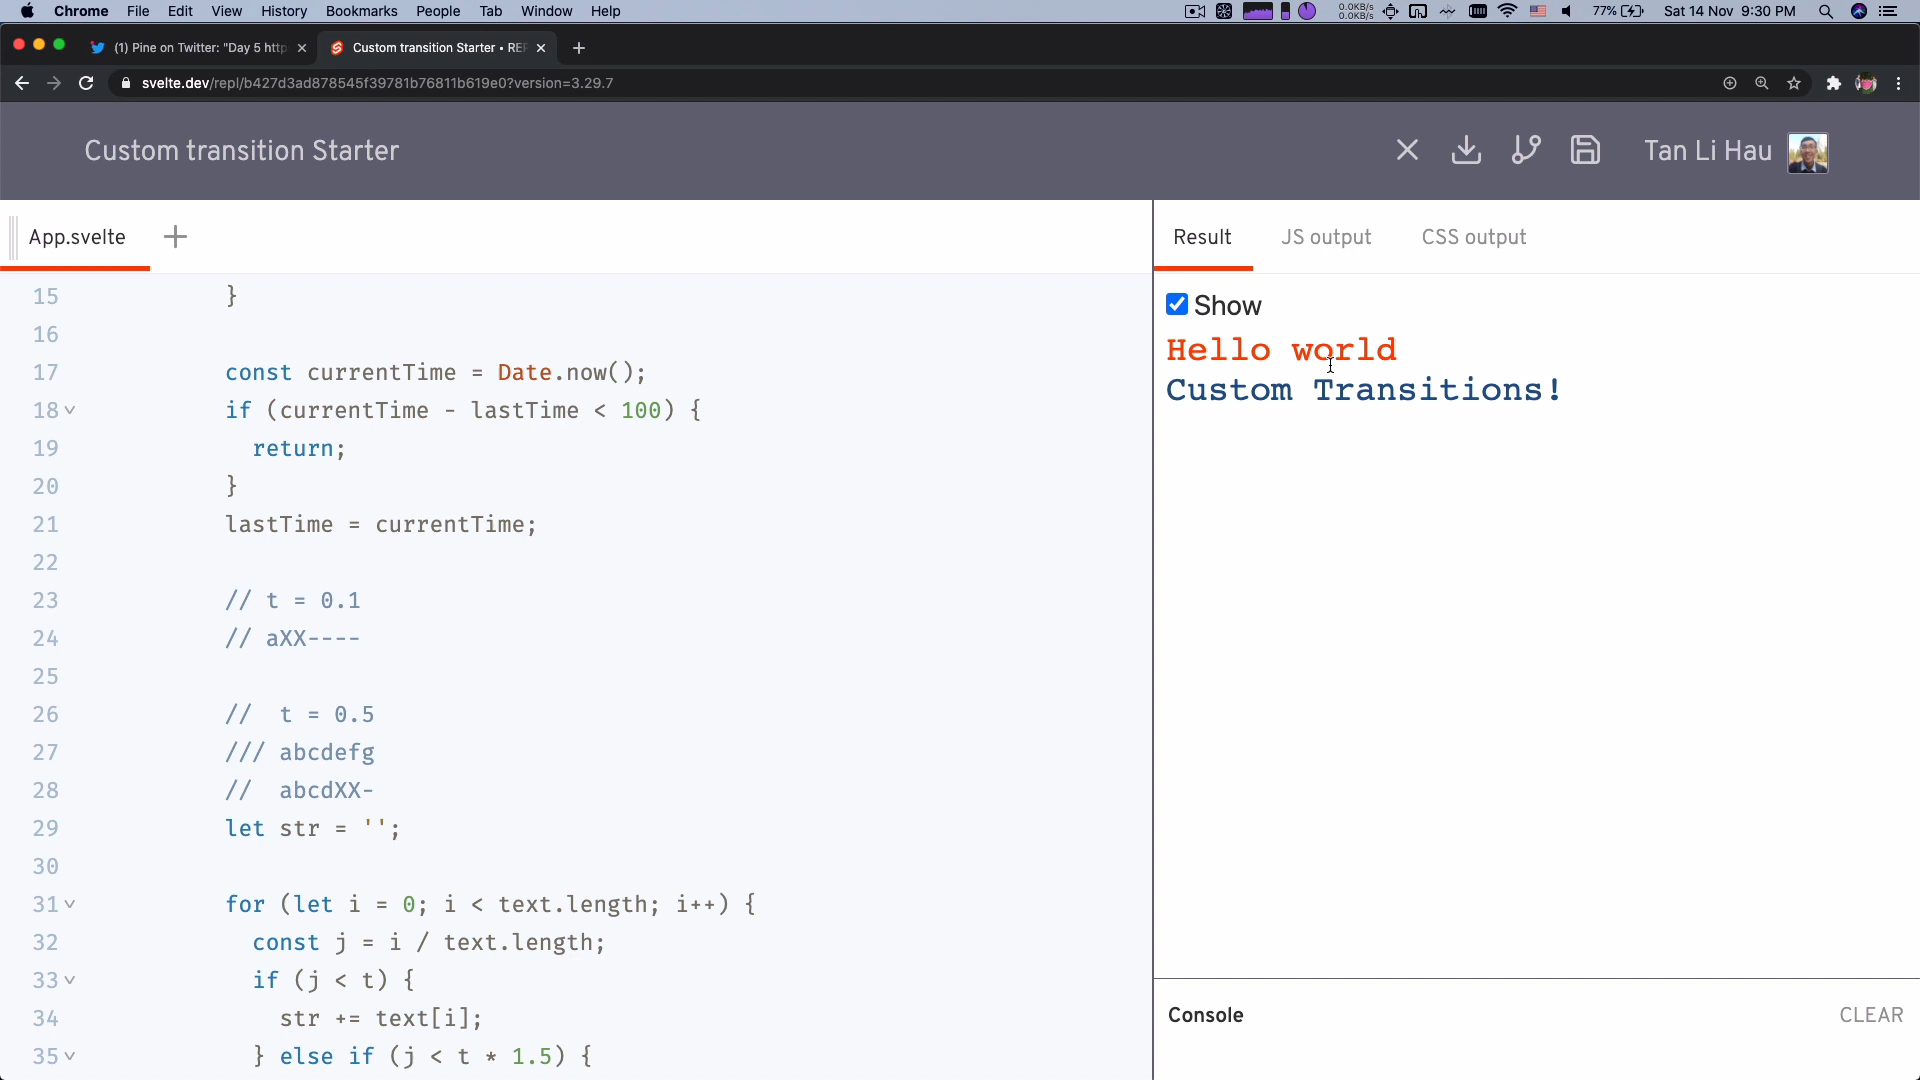 Chrome File Edit View History Bookmarks People Tab Window Help
0.0KB/s
0.0KB/s
77%
Sat 14 Nov 9:30 PM
(1) Pine on Twitter: "Day 5 http
Custom transition Starter • REP
svelte.dev/repl/b427d3ad878545f39781b76811b619e0?version=3.29.7
Custom transition Starter
Tan Li Hau
App.svelte
Result JS output CSS output
15 }
16
17 const currentTime = Date.now();
18 if (currentTime - lastTime < 100) {
19 return;
20 }
21 lastTime = currentTime;
22
23 // t = 0.1
24 // aXX----
25
26 //  t = 0.5
27 /// abcdefg
28 //  abcdXX-
29 let str = '';
30
31 for (let i = 0; i < text.length; i++) {
32 const j = i / text.length;
33 if (j < t) {
34 str += text[i];
35 } else if (j < t * 1.5) {
Show
Hello world
Custom Transitions!
Console
CLEAR